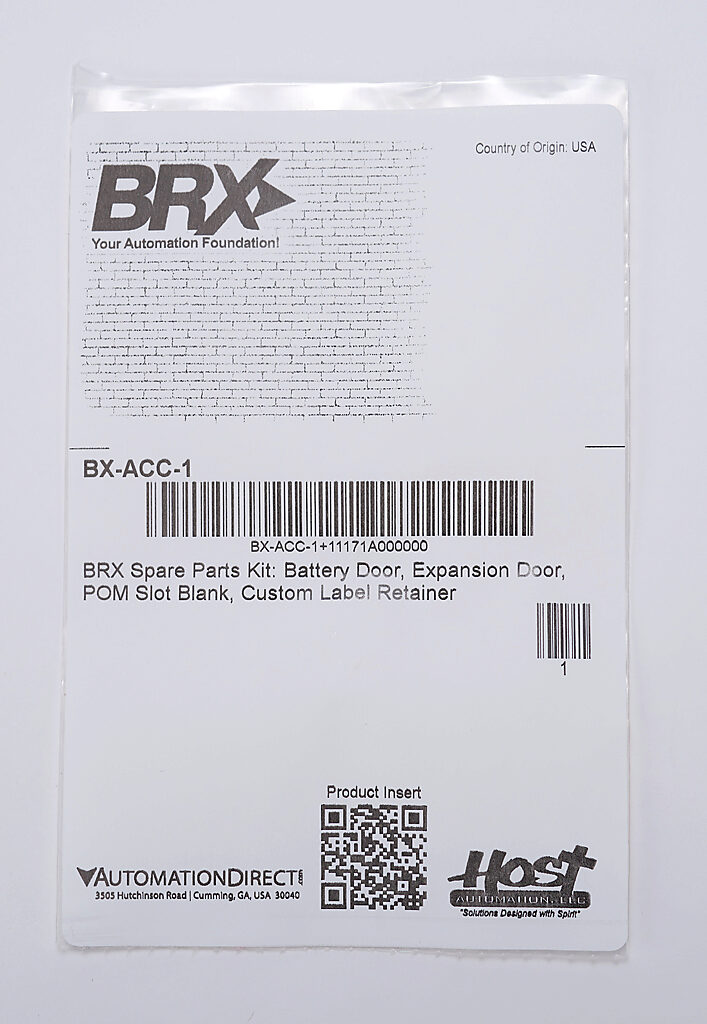 Country of Origin: USA
BRX
Your Automation Foundation!
BX-ACC-1
BX-ACC-1+11171A000000
BRX Spare Parts Kit: Battery Door, Expansion Door,
POM Slot Blank, Custom Label Retainer
1
Product Insert
AUTOMATIONDIRECT.COM
3505 Hutchinson Road | Cumming, GA, USA 30040
HOST
AUTOMATION, LLC
"Solutions Designed with Spirit"